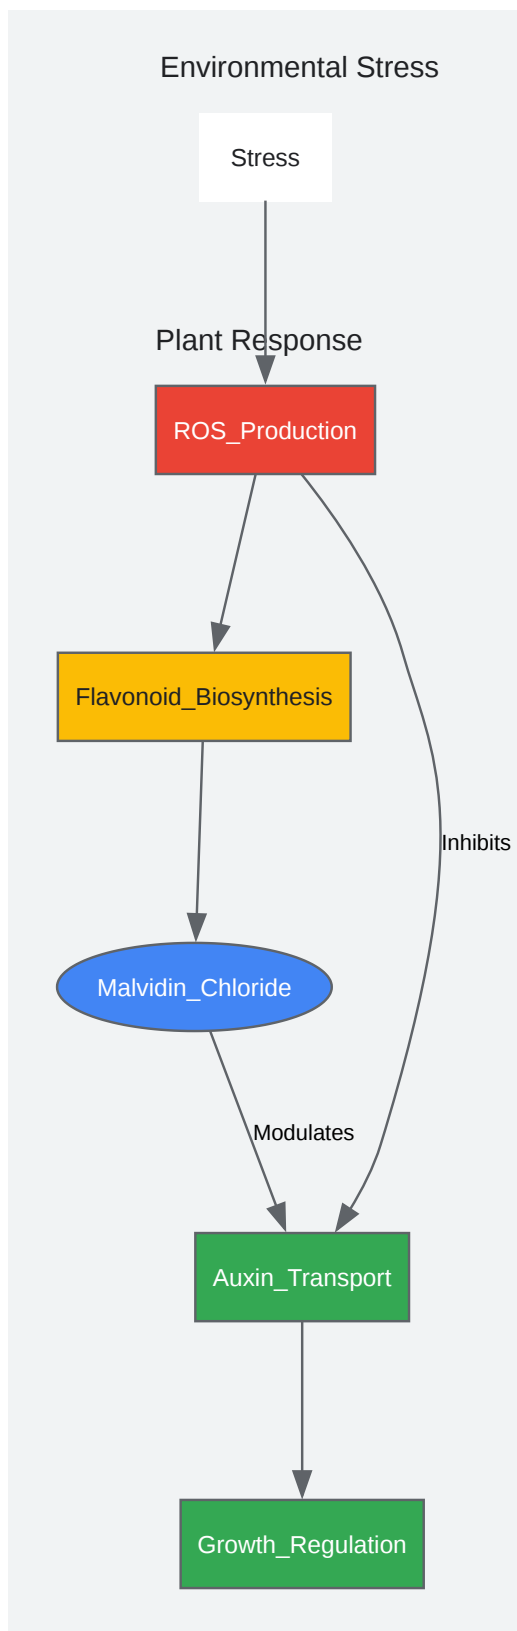 Environmental Stress
Stress
Plant Response
ROS_Production
Flavonoid_Biosynthesis
Inhibits
Malvidin_Chloride
Modulates
Auxin_Transport
Growth_Regulation